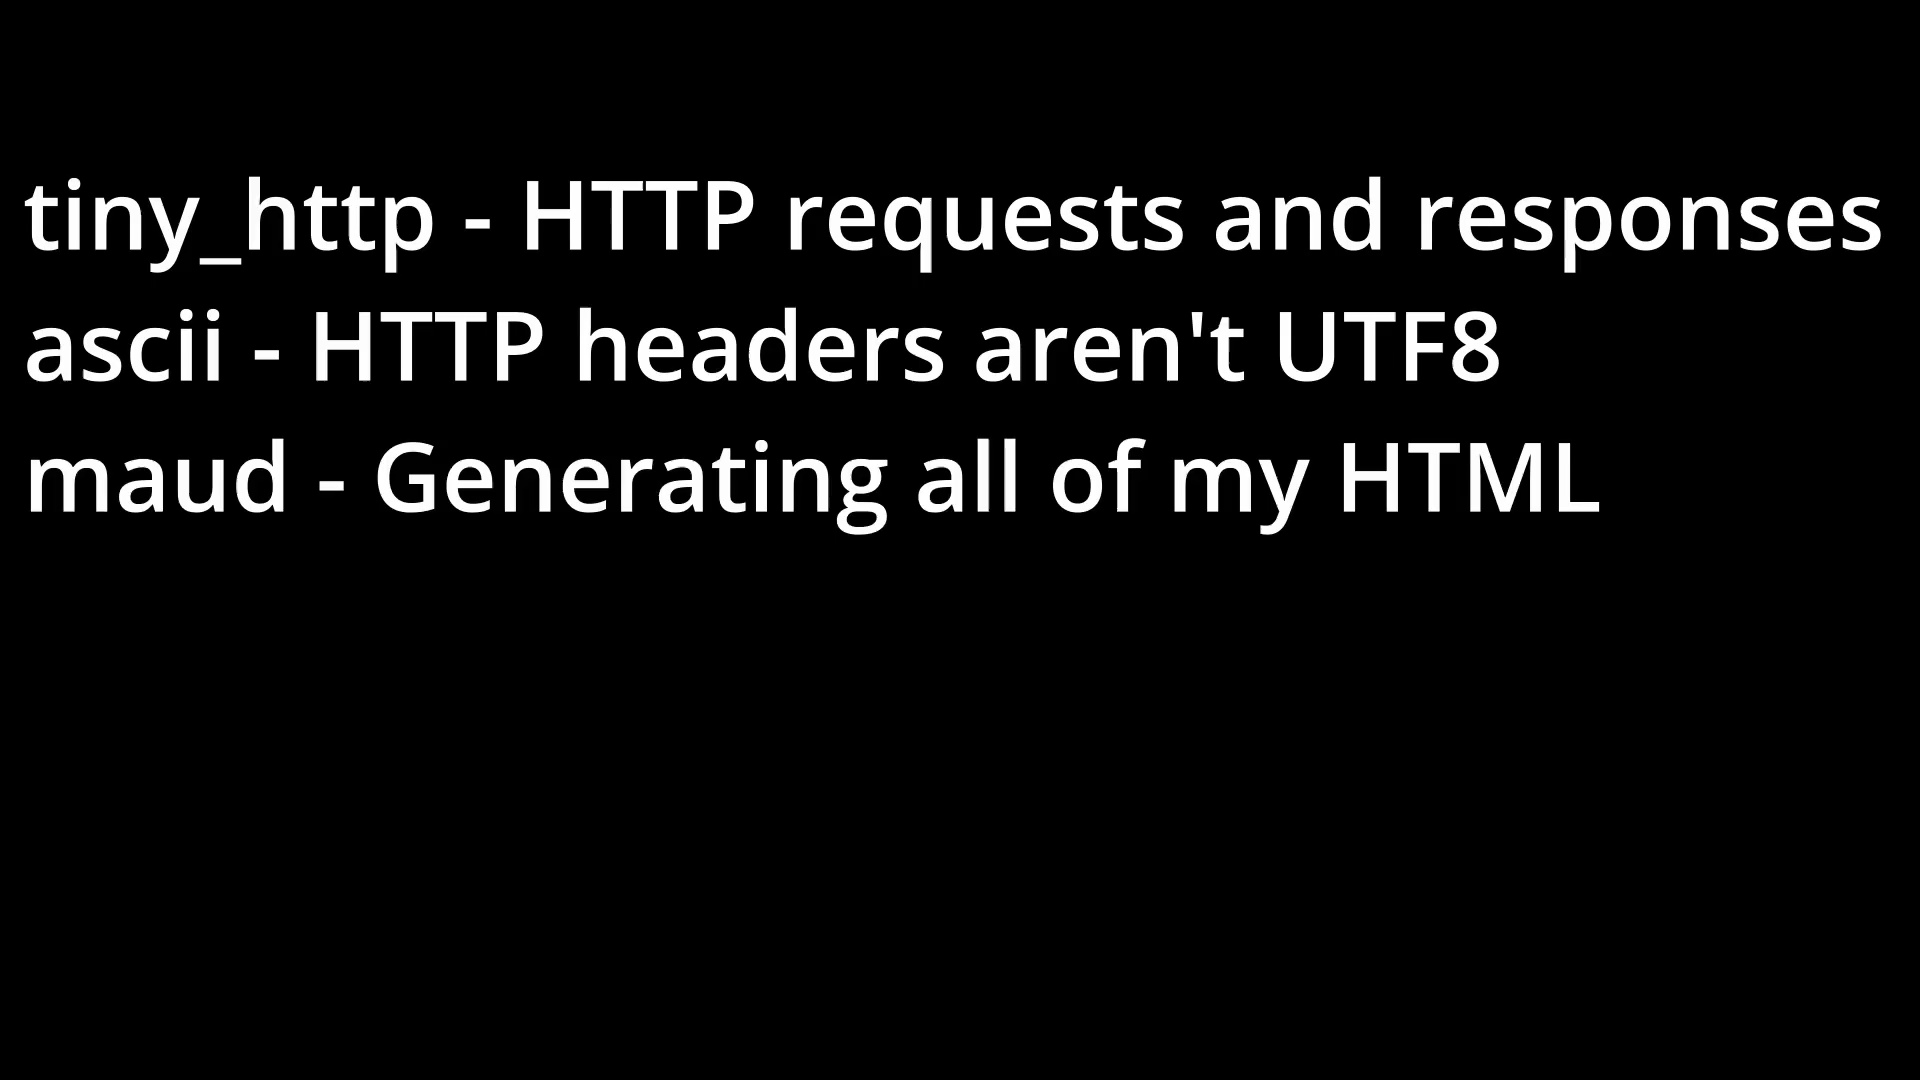 tiny_http - HTTP requests and responses
ascii - HTTP headers aren't UTF8
maud - Generating all of my HTML